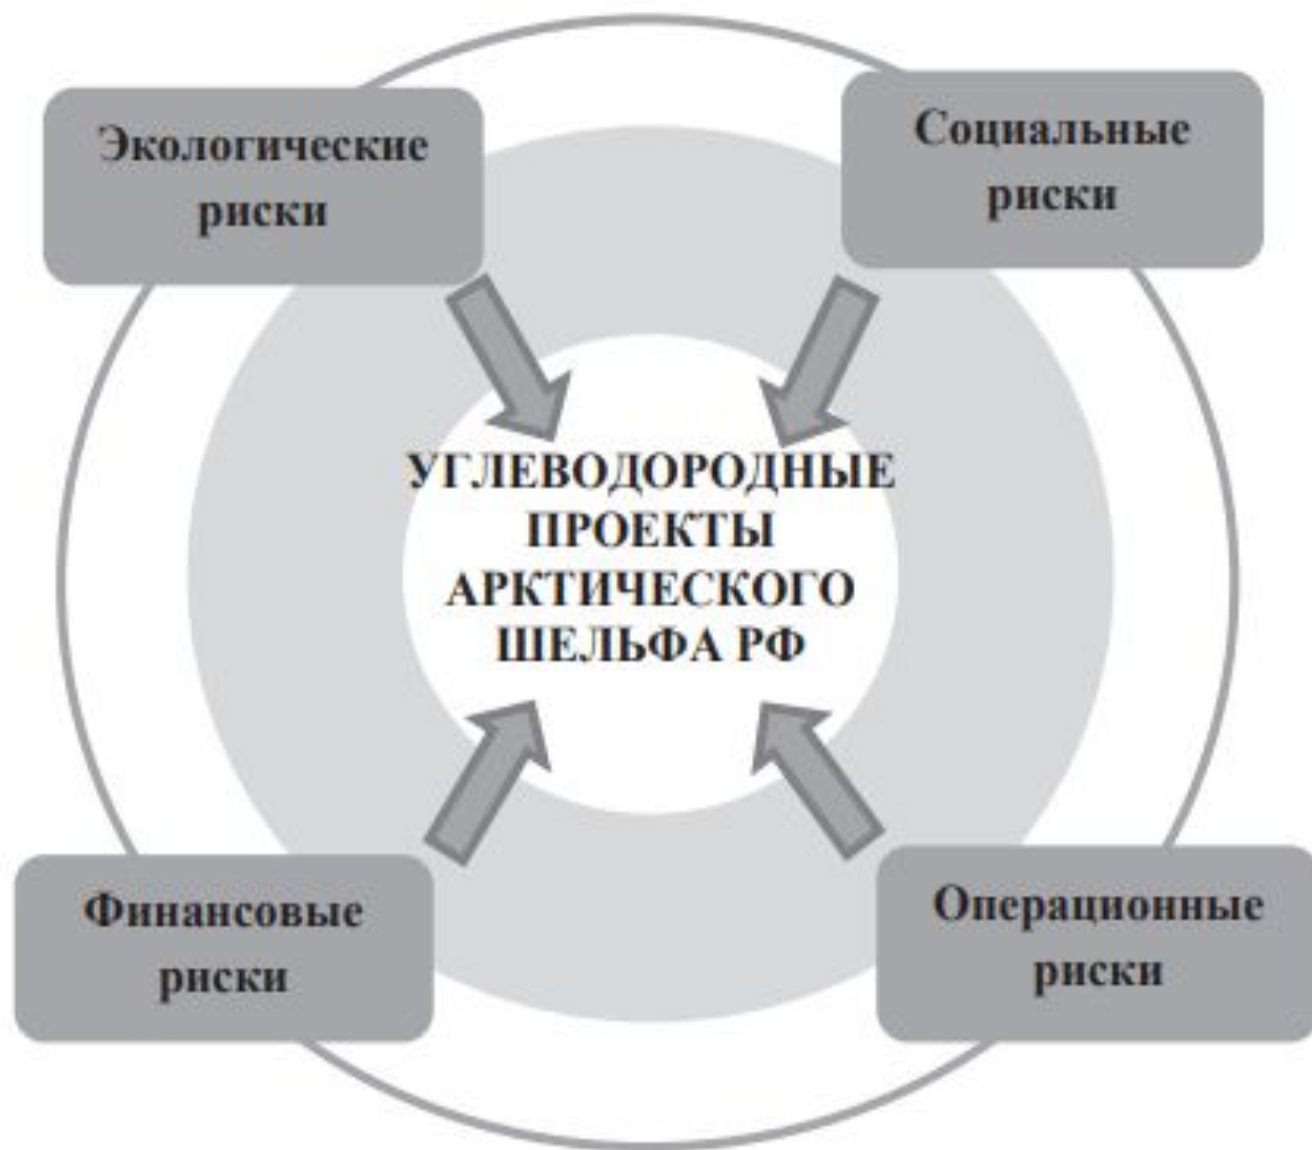 Экологические
риски
Социальные
риски
УГЛЕВОДОРОДНЫЕ
ПРОЕКТЫ
АРКТИЧЕСКОГО
ШЕЛЬФА РФ
Финансовые
риски
Операционные
риски